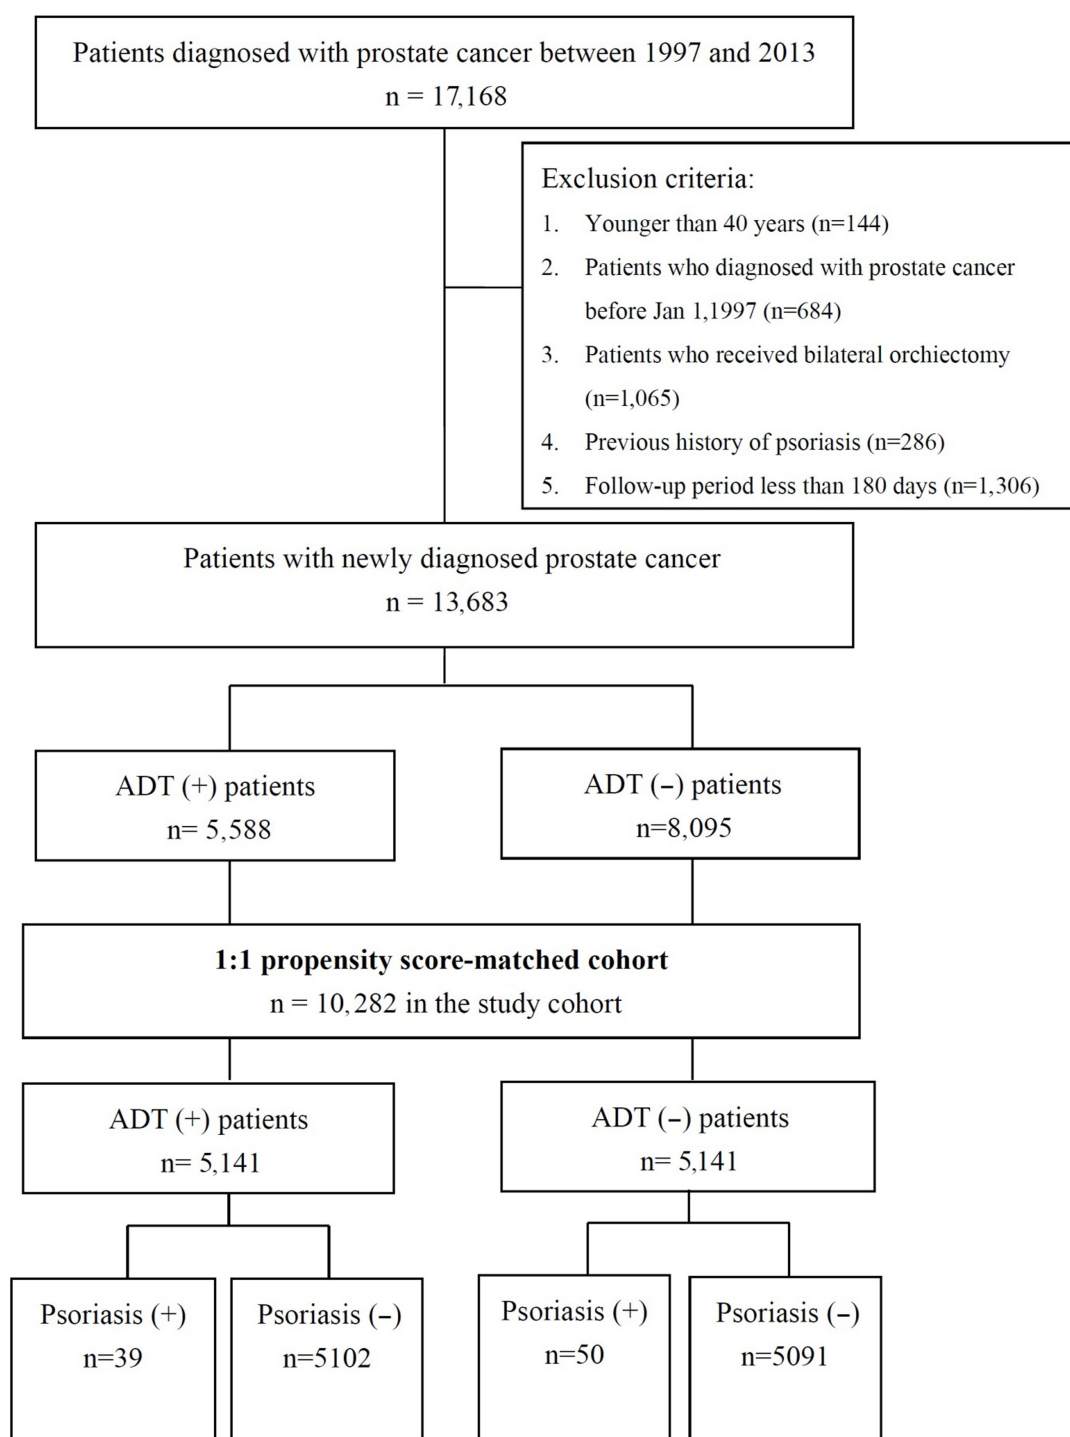 Patients diagnosed with prostate cancer between 1997 and 2013
n = 17,168
Exclusion criteria:
1. Younger than 40 years (n=144)
2. Patients who diagnosed with prostate cancer
before Jan 1,1997 (n=684)
3. Patients who received bilateral orchiectomy
(n=1,065)
4. Previous history of psoriasis (n=286)
5. Follow-up period less than 180 days (n=1,306)
Patients with newly diagnosed prostate cancer
n = 13,683
ADT (+) patients
n= 5,588
ADT (−) patients
n=8,095
1:1 propensity score-matched cohort
n = 10,282 in the study cohort
ADT (+) patients
n= 5,141
ADT (−) patients
n= 5,141
Psoriasis (+)
n=39
Psoriasis (−)
n=5102
Psoriasis (+)
n=50
Psoriasis (−)
n=5091